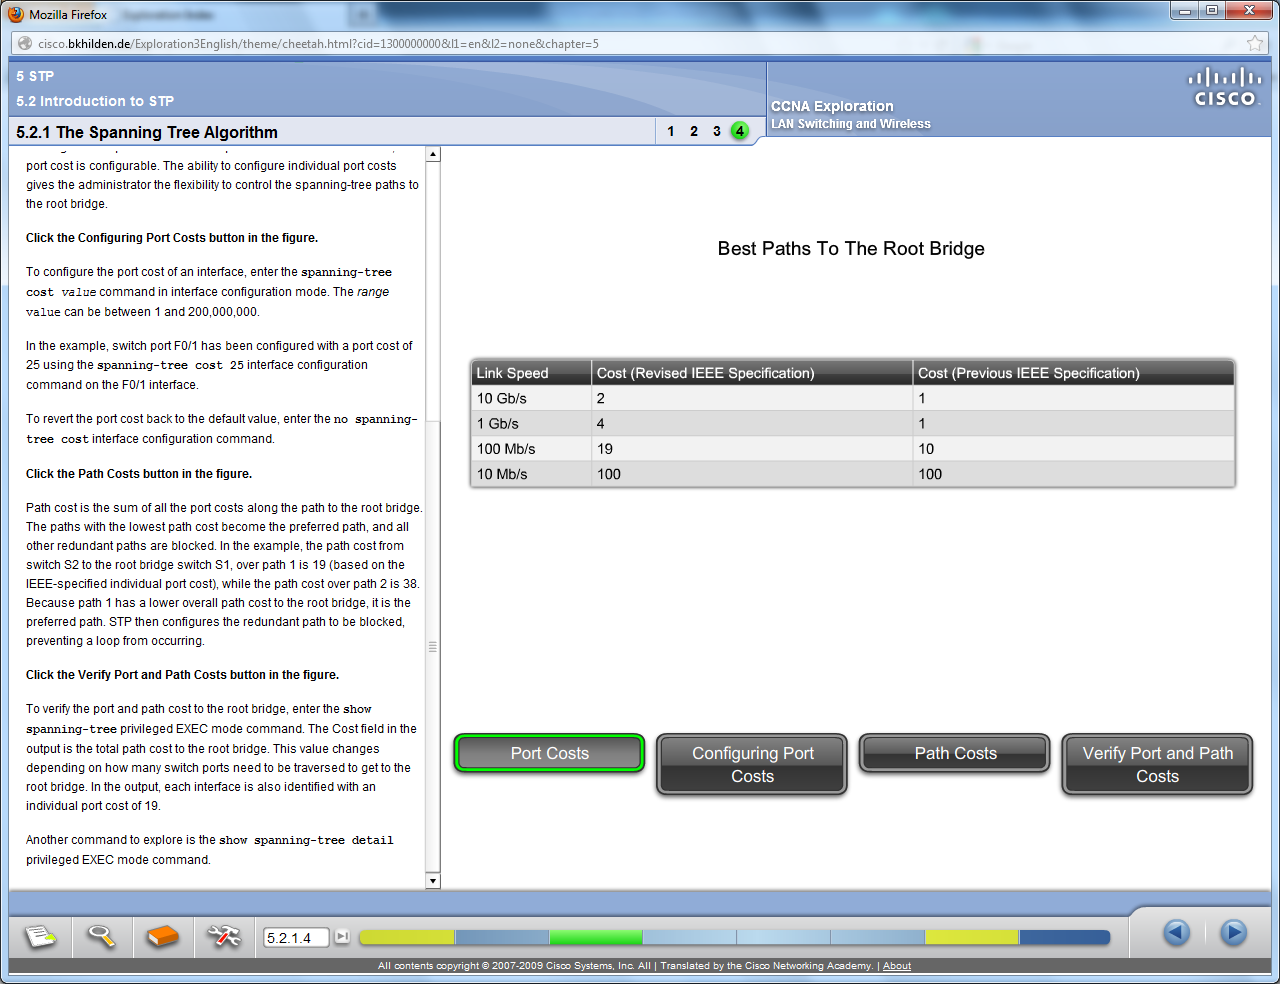 Mozilla Firefox
cisco.bkhilden.de/Exploration3English/theme/cheetah.html?cid=1300000000&l1=en&l2=none&chapter=5
5 STP
5.2 Introduction to STP
CISCO
CCNA Exploration
LAN Switching and Wireless
5.2.1 The Spanning Tree Algorithm
1 2 3 4
port cost is configurable. The ability to configure individual port costs
gives the administrator the flexibility to control the spanning-tree paths to
the root bridge.
Click the Configuring Port Costs button in the figure.
To configure the port cost of an interface, enter the spanning-tree
cost value command in interface configuration mode. The range
value can be between 1 and 200,000,000.
In the example, switch port F0/1 has been configured with a port cost of
25 using the spanning-tree cost 25 interface configuration
command on the F0/1 interface.
To revert the port cost back to the default value, enter the no spanning-
tree cost interface configuration command.
Click the Path Costs button in the figure.
Path cost is the sum of all the port costs along the path to the root bridge.
The paths with the lowest path cost become the preferred path, and all
other redundant paths are blocked. In the example, the path cost from
switch S2 to the root bridge switch S1, over path 1 is 19 (based on the
IEEE-specified individual port cost), while the path cost over path 2 is 38.
Because path 1 has a lower overall path cost to the root bridge, it is the
preferred path. STP then configures the redundant path to be blocked,
preventing a loop from occurring.
Click the Verify Port and Path Costs button in the figure.
To verify the port and path cost to the root bridge, enter the show
spanning-tree privileged EXEC mode command. The Cost field in the
output is the total path cost to the root bridge. This value changes
depending on how many switch ports need to be traversed to get to the
root bridge. In the output, each interface is also identified with an
individual port cost of 19.
Another command to explore is the show spanning-tree detail
privileged EXEC mode command.
Best Paths To The Root Bridge
Link Speed Cost (Revised IEEE Specification) Cost (Previous IEEE Specification)
10 Gb/s 2 1
1 Gb/s 4 1
100 Mb/s 19 10
10 Mb/s 100 100
Port Costs
Configuring Port
Costs
Path Costs
Verify Port and Path
Costs
5.2.1.4
All contents copyright © 2007-2009 Cisco Systems, Inc. All | Translated by the Cisco Networking Academy. | About